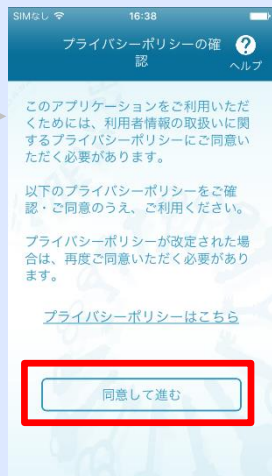 SIMなし 16:38
プライバシーポリシーの確
認
?
ヘルプ
このアプリケーションをご利用いただ
くためには、利用者情報の取扱いに関
するプライバシーポリシーにご同意い
ただく必要があります。
以下のプライバシーポリシーをご確
認・ご同意のうえ、ご利用ください。
プライバシーポリシーが改定された場
合は、再度ご同意いただく必要があり
ます。
プライバシーポリシーはこちら
同意して進む